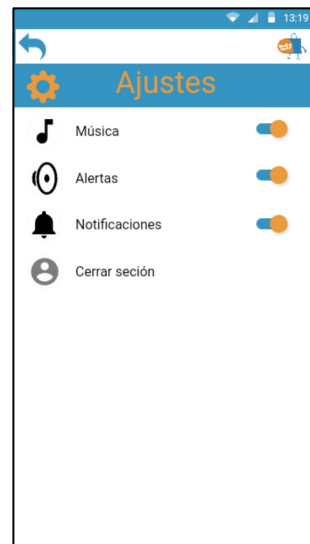 13:19
Ajustes
Música
Alertas
Notificaciones
Cerrar seción